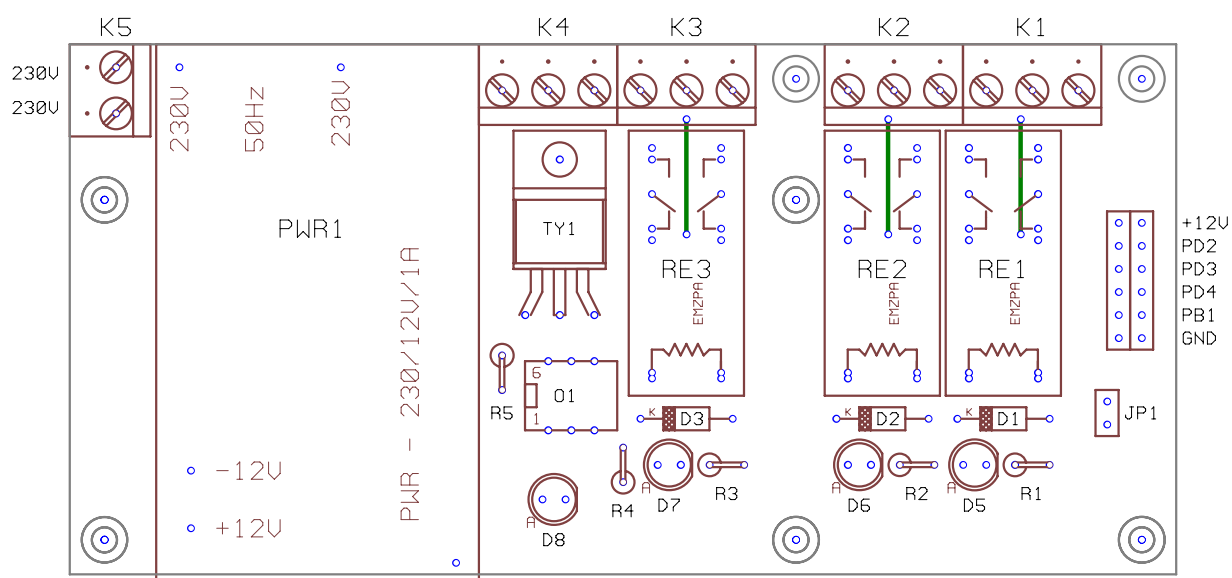 K5
K4
K3
K2
K1
230V
230V
230V
50Hz
230V
PWR1
PWR - 230/12V/1A
-12V
+12V
TY1
RE3
RE2
RE1
EMZPA
EMZPA
EMZPA
+12V
PD2
PD3
PD4
PB1
GND
6
O1
1
R5
K
D3
K
D2
K
D1
JP1
A
D8
R4
A
D7
R3
A
D6
R2
A
D5
R1